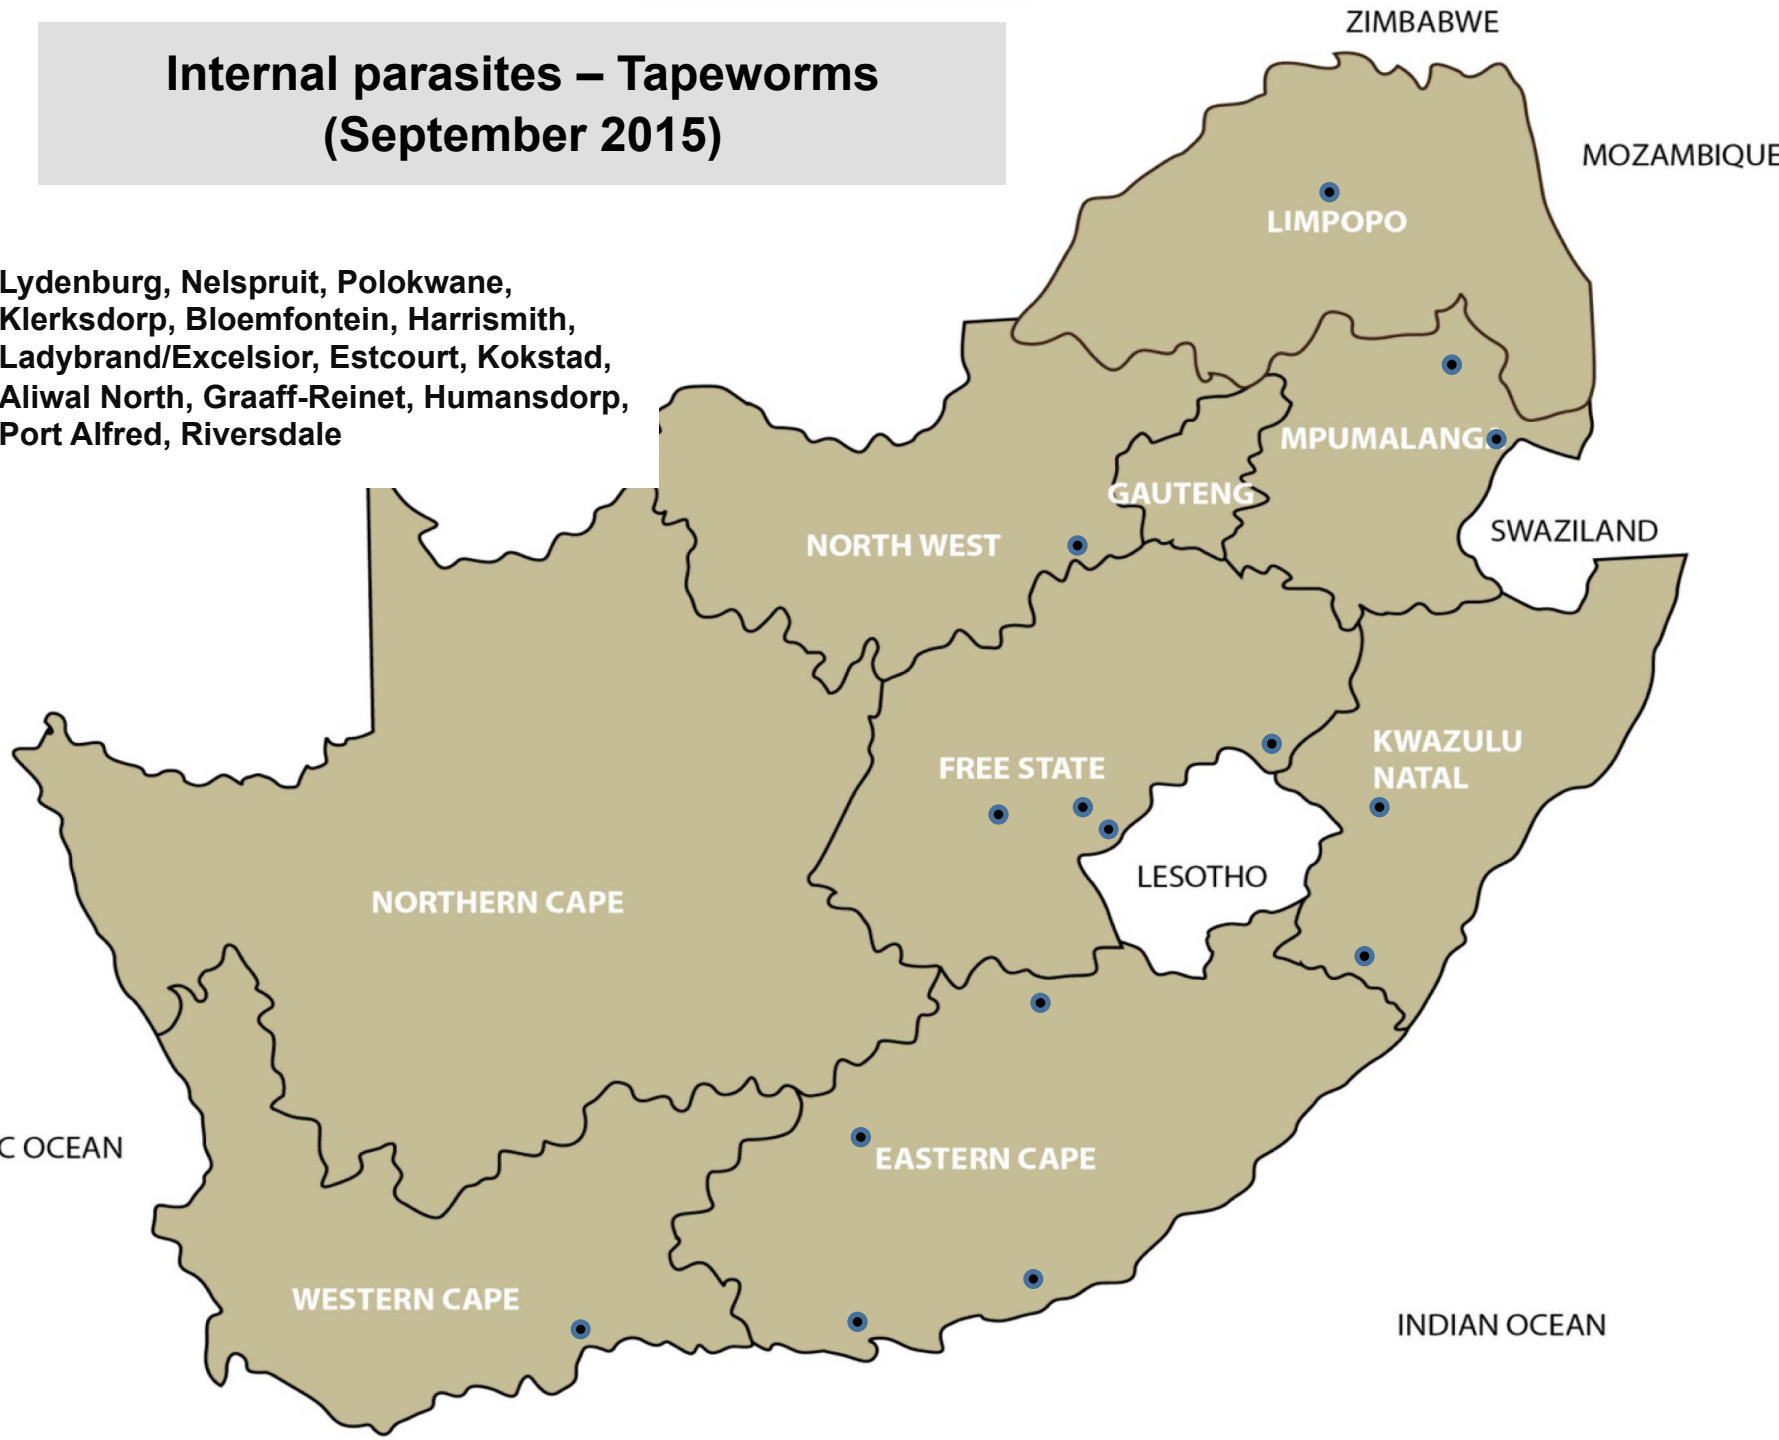 Internal parasites – Tapeworms
(September 2015)
Lydenburg, Nelspruit, Polokwane,
Klerksdorp, Bloemfontein, Harrismith,
Ladybrand/Excelsior, Estcourt, Kokstad,
Aliwal North, Graaff-Reinet, Humansdorp,
Port Alfred, Riversdale
ZIMBABWE
MOZAMBIQUE
LIMPOPO
MPUMALANGA
GAUTENG
NORTH WEST
SWAZILAND
KWAZULU
NATAL
FREE STATE
LESOTHO
NORTHERN CAPE
C OCEAN
EASTERN CAPE
WESTERN CAPE
INDIAN OCEAN